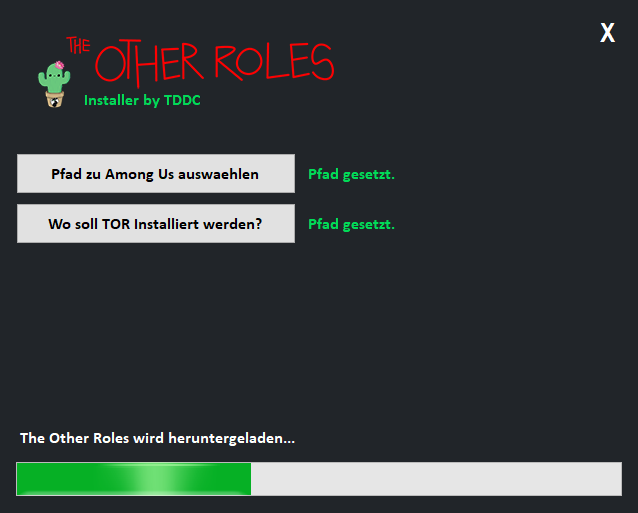 THE OTHER ROLES
X
Installer by TDDC
Pfad zu Among Us auswaehlen
Pfad gesetzt.
Wo soll TOR Installiert werden?
Pfad gesetzt.
The Other Roles wird heruntergeladen...